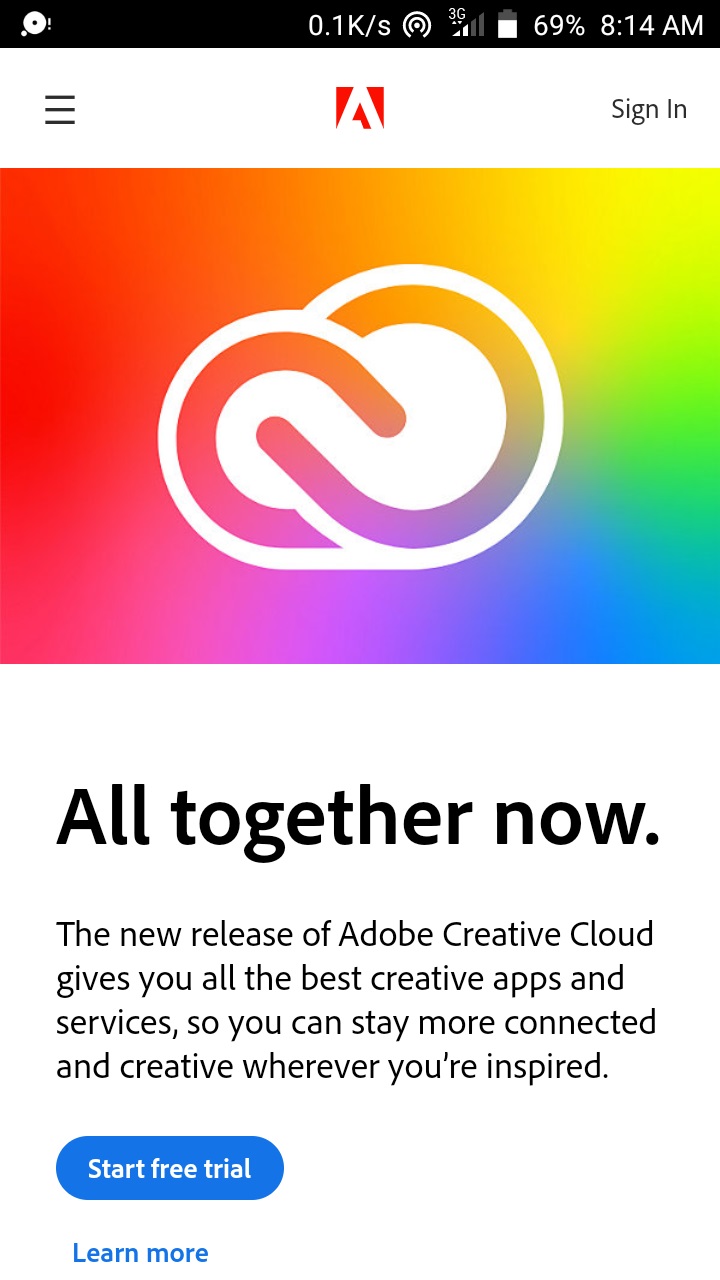 0.1K/s 3G 69% 8:14 AM
Sign In
All together now.
The new release of Adobe Creative Cloud
gives you all the best creative apps and
services, so you can stay more connected
and creative wherever you’re inspired.
Start free trial
Learn more